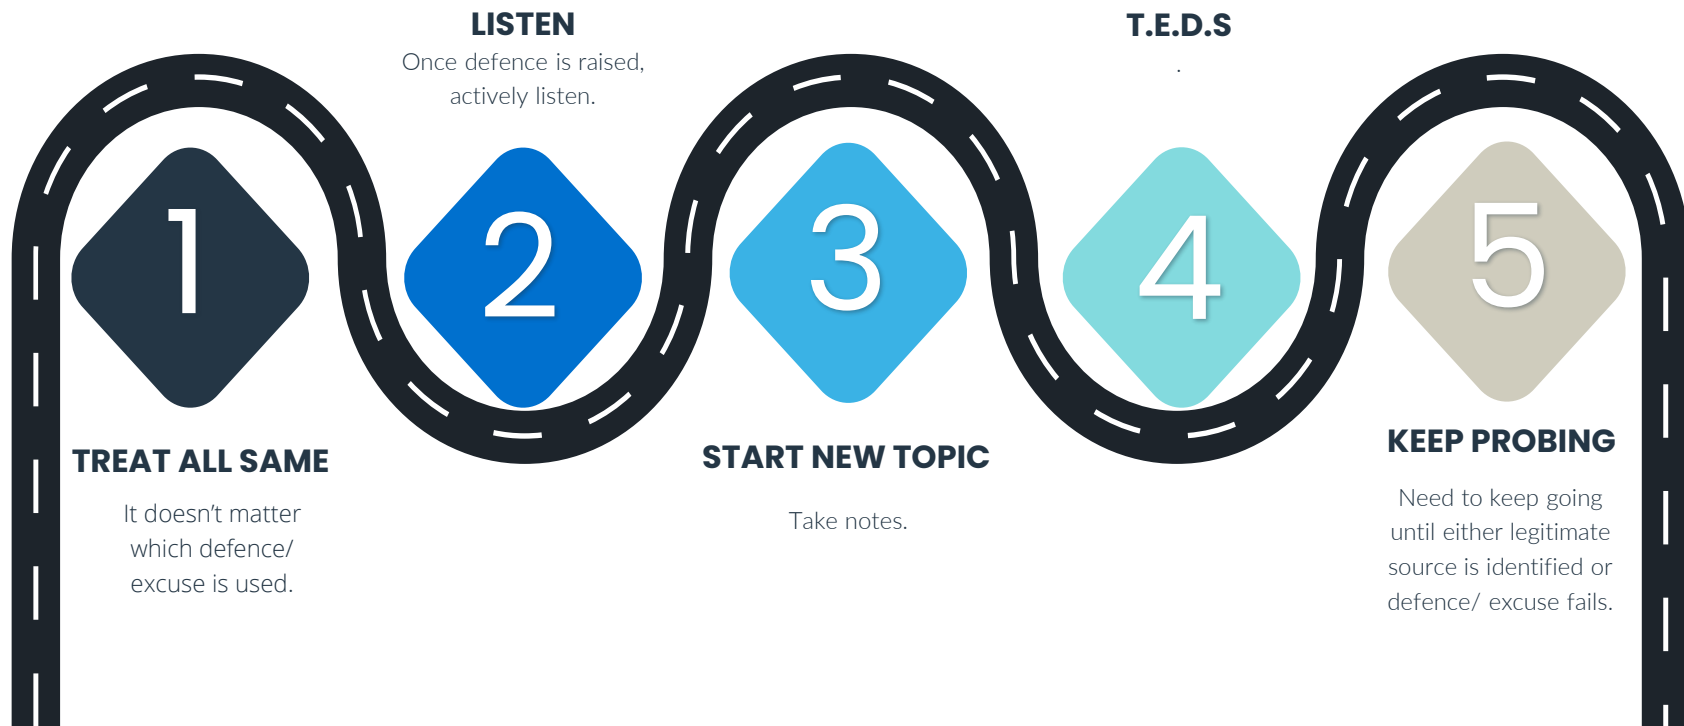 1
TREAT ALL SAME
It doesn’t matter
which defence/
excuse is used.
LISTEN
Once defence is raised,
actively listen.
2
3
START NEW TOPIC
Take notes.
T.E.D.S
.
4
5
KEEP PROBING
Need to keep going
until either legitimate
source is identified or
defence/ excuse fails.